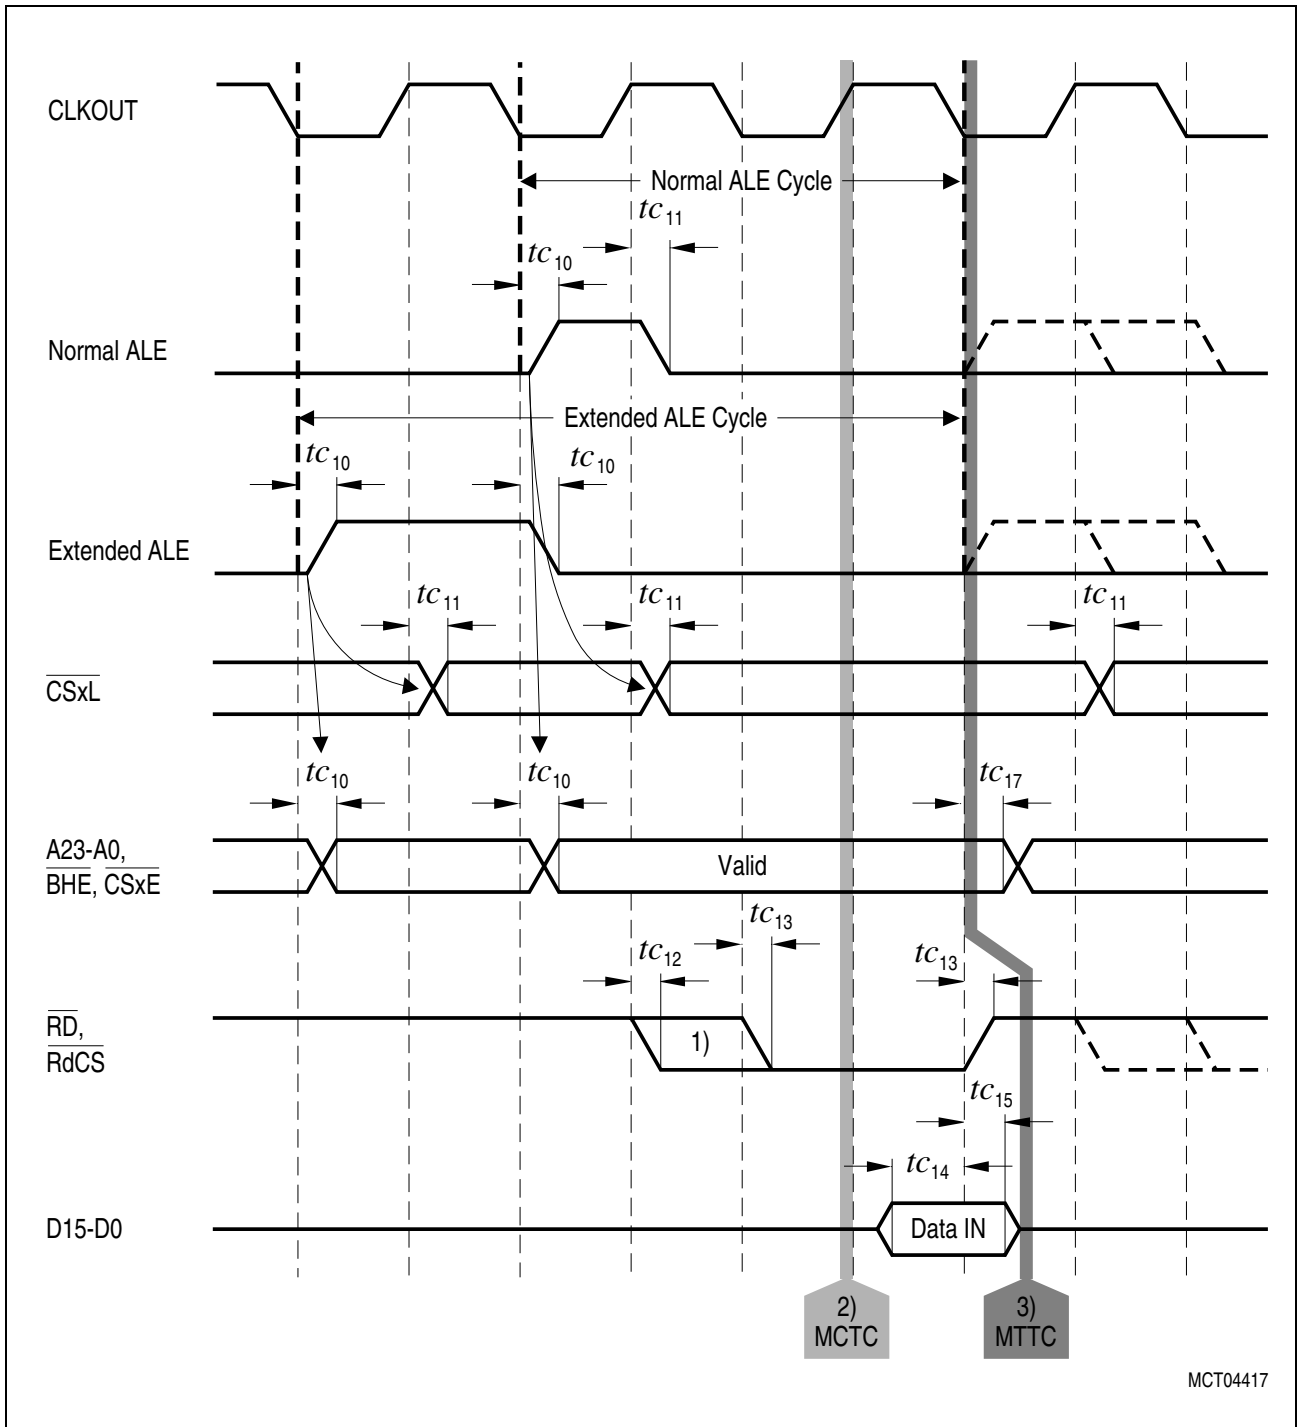 CLKOUT
Normal ALE Cycle
tc11
tc10
Normal ALE
Extended ALE Cycle
tc10
tc10
Extended ALE
tc11
tc11
tc11
CSxL
tc10
tc10
tc17
A23-A0,
BHE, CSxE
Valid
tc13
tc12
tc13
RD,
RdCS
1)
tc15
tc14
D15-D0
Data IN
2)
MCTC
3)
MTTC
MCT04417